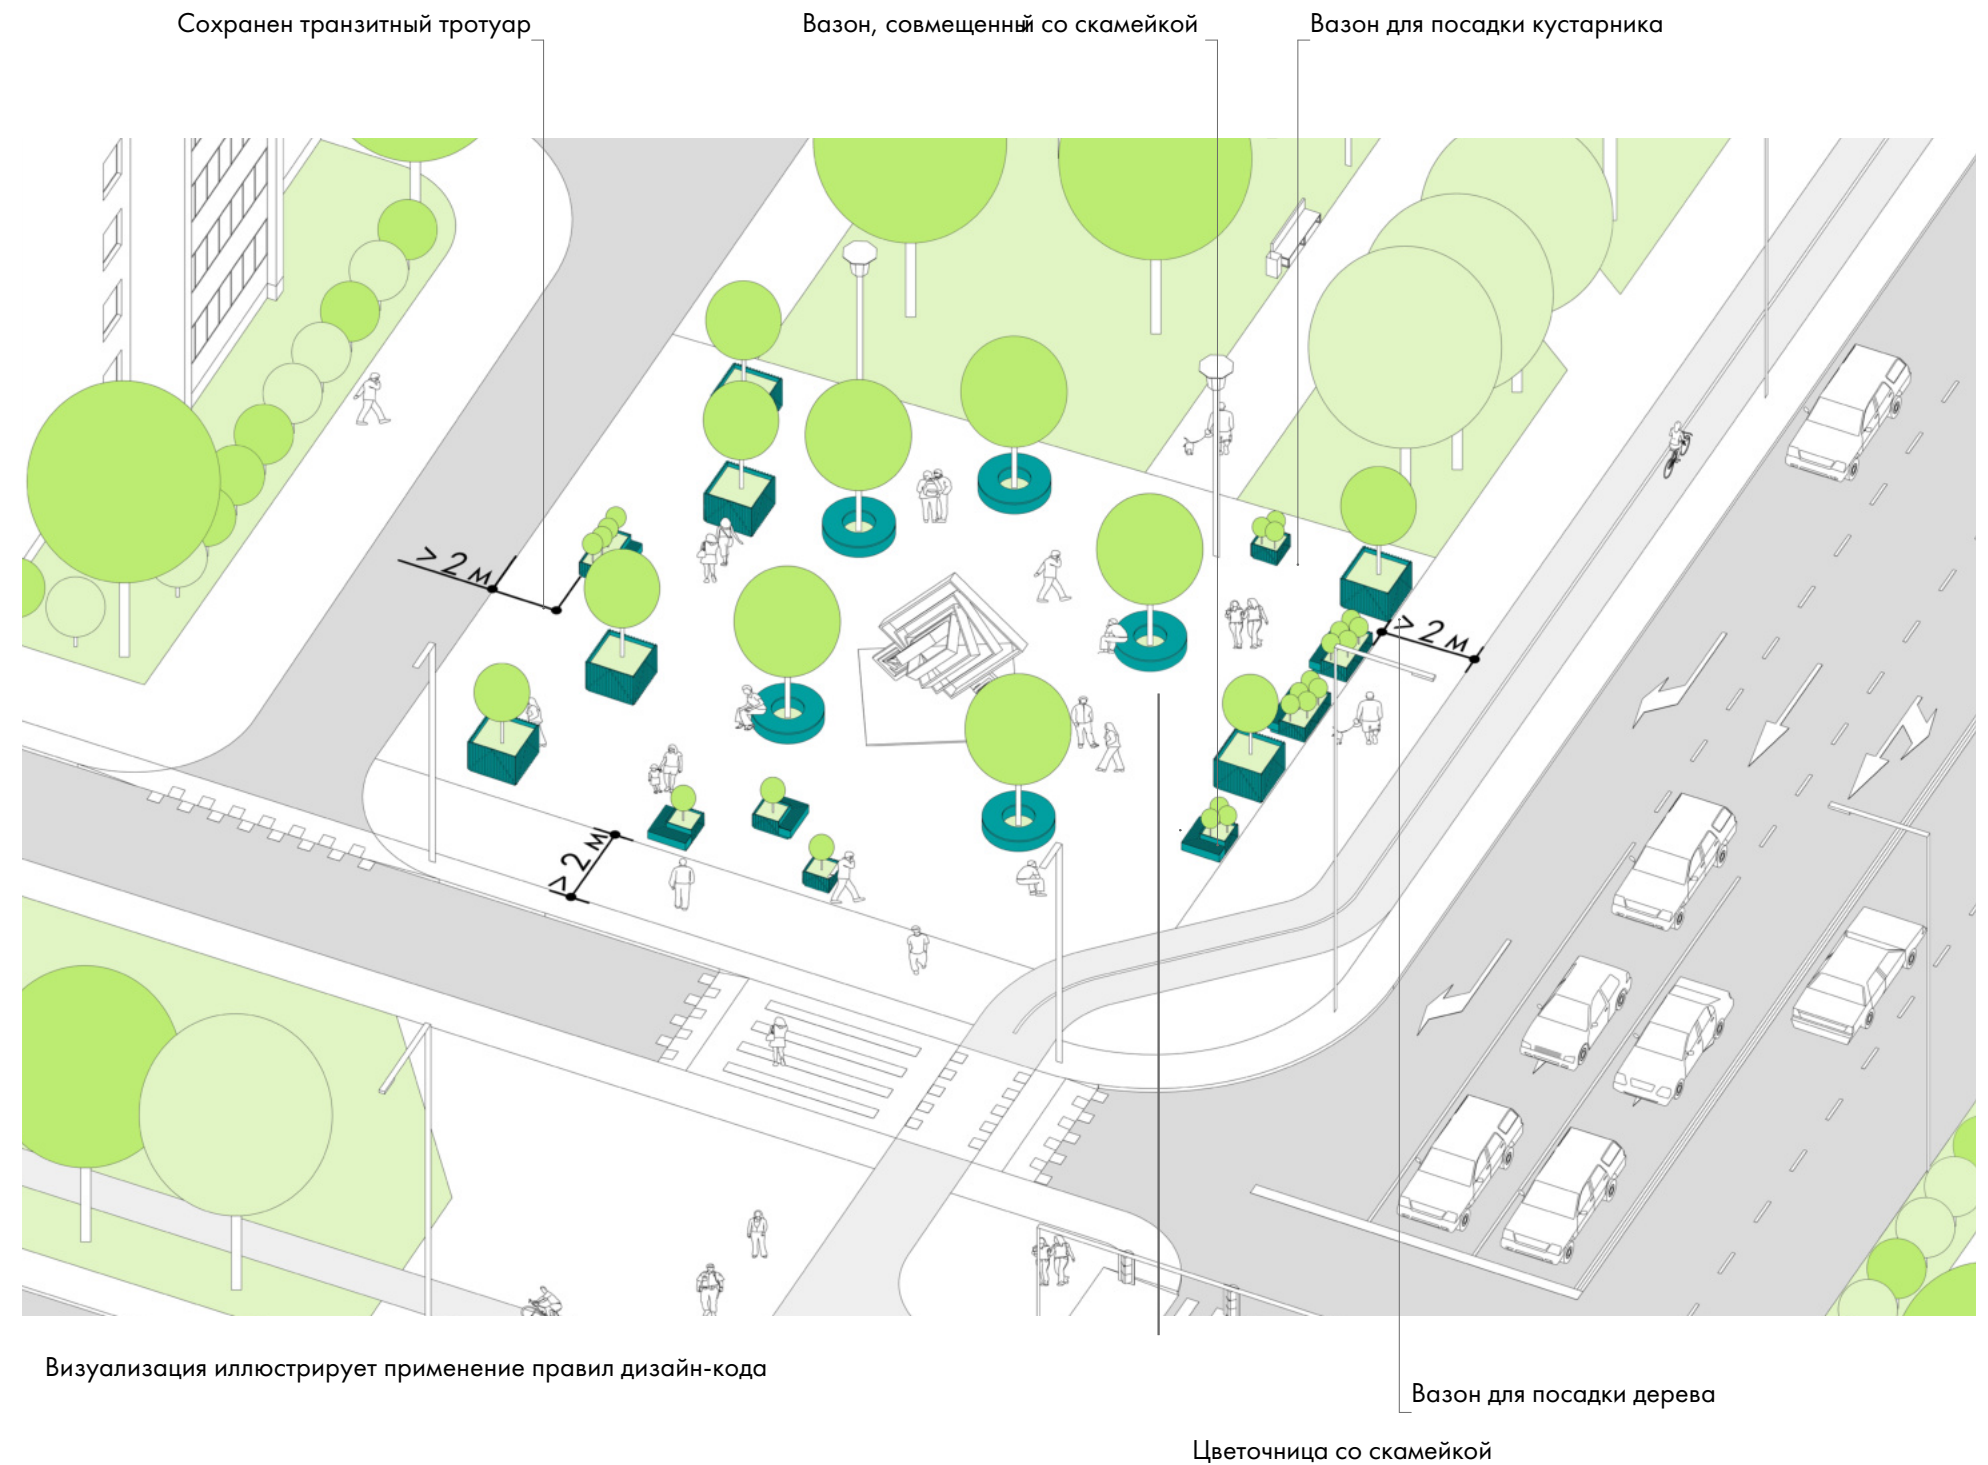 Сохранен транзитный тротуар
Вазон, совмещенный со скамейкой
Вазон для посадки кустарника
> 2 м
> 2 м
> 2 м
Визуализация иллюстрирует применение правил дизайн-кода
Вазон для посадки дерева
Цветочница со скамейкой